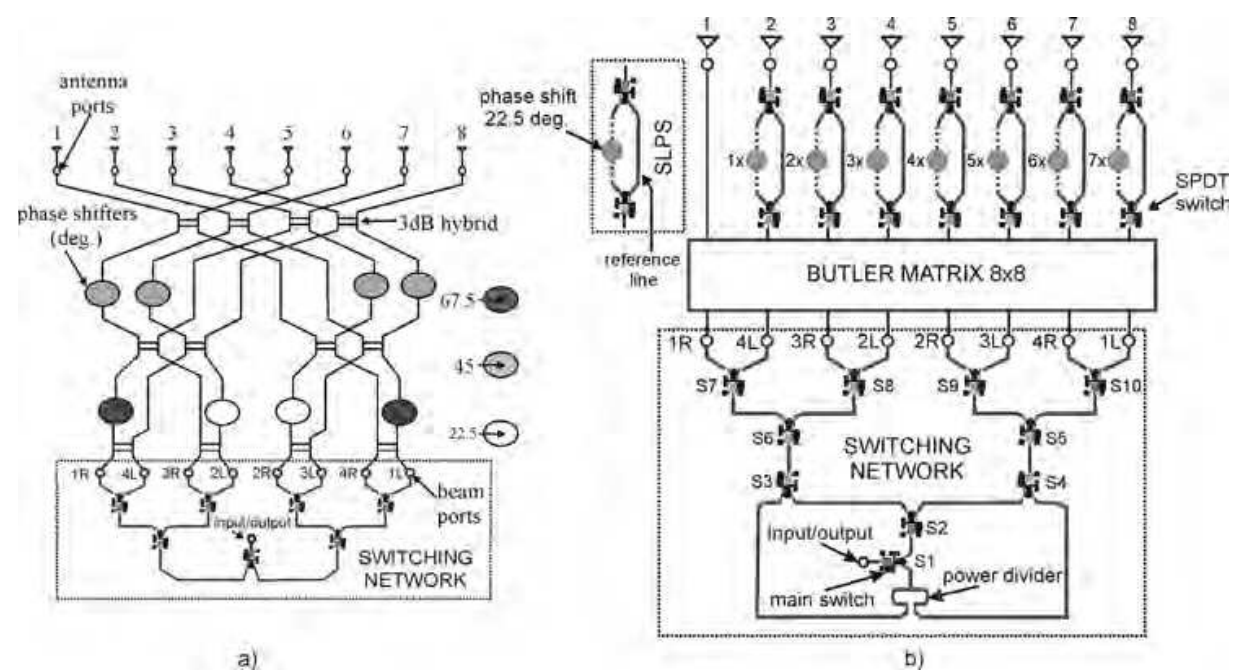 antenna
ports
1 2 3 4 5 6 7 8
phase shifters
(deg.)
3dB hybrid
67.5
45
22.5
1R 4L 3R 2L 2R 3L 4R 1L
beam
ports
input/output
SWITCHING
NETWORK
a)
1 2 3 4 5 6 7 8
phase shift
22.5 deg.
SLPS
1x 2x 3x 4x 5x 6x 7x
SPDT
switch
reference
line
BUTLER MATRIX 8x8
1R 4L 3R 2L 2R 3L 4R 1L
S7 S8 S9 S10
S6 S5
SWITCHING
NETWORK
S3 S4
S2
Input/output
S1
main switch
power divider
b)